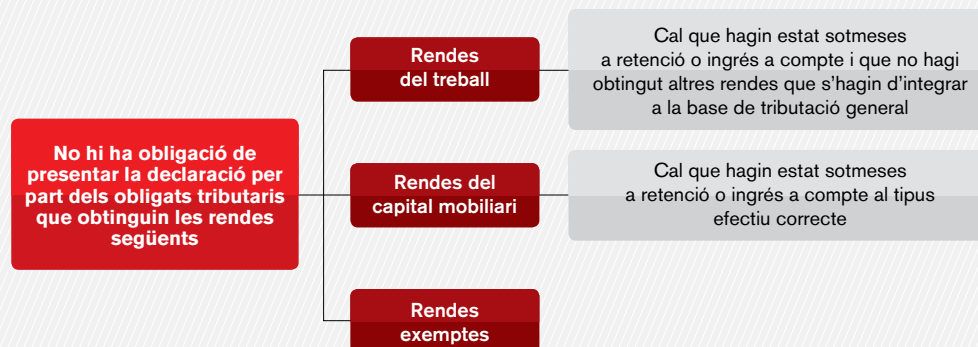 No hi ha obligació de
presentar la declaració per
part dels obligats tributaris
que obtinguin les rendes
següents
Rendes
del treball
Cal que hagin estat sotmeses
a retenció o ingrés a compte i que no hagi
obtingut altres rendes que s’hagin d’integrar
a la base de tributació general
Rendes del
capital mobiliari
Cal que hagin estat sotmeses
a retenció o ingrés a compte al tipus
efectiu correcte
Rendes
exemptes